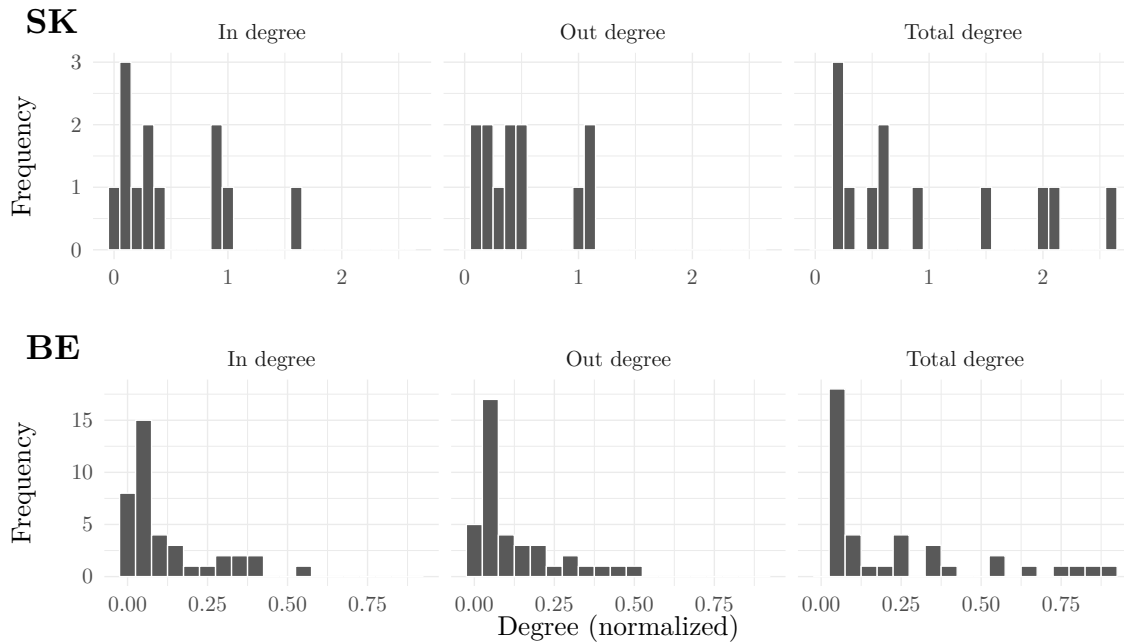 SK
In degree Out degree Total degree
Frequency
3
2
1
0
0 1 2 0 1 2 0 1 2
BE
In degree Out degree Total degree
Frequency
15
10
5
0
0.00 0.25 0.50 0.75 0.00 0.25 0.50 0.75 0.00 0.25 0.50 0.75
Degree (normalized)